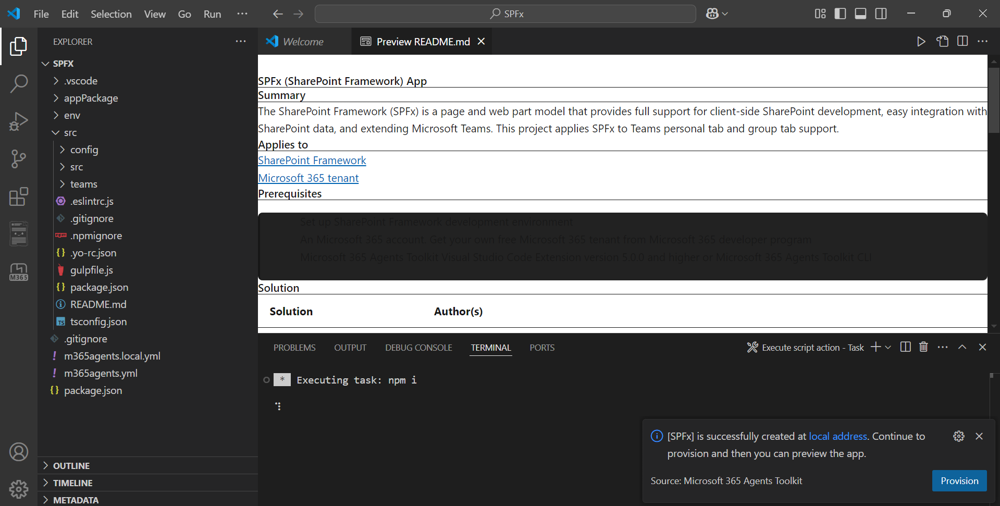 File Edit Selection View Go Run ···
SPFx
EXPLORER ···
Welcome
Preview README.md
SPFX
.vscode
appPackage
env
src
config
src
teams
.eslintrc.js
.gitignore
.npmignore
.yo-rc.json
gulpfile.js
package.json
README.md
tsconfig.json
.gitignore
m365agents.local.yml
m365agents.yml
package.json
OUTLINE
TIMELINE
METADATA
SPFx (SharePoint Framework) App
Summary
The SharePoint Framework (SPFx) is a page and web part model that provides full support for client-side SharePoint development, easy integration with
SharePoint data, and extending Microsoft Teams. This project applies SPFx to Teams personal tab and group tab support.
Applies to
SharePoint Framework
Microsoft 365 tenant
Prerequisites
Set up SharePoint Framework development environment
An Microsoft 365 account. Get your own free Microsoft 365 tenant from Microsoft 365 developer program
Microsoft 365 Agents Toolkit Visual Studio Code Extension version 5.0.0 and higher or Microsoft 365 Agents Toolkit CLI
Solution
Solution Author(s)
PROBLEMS OUTPUT DEBUG CONSOLE TERMINAL PORTS
Execute script action - Task
* Executing task: npm i
[SPFx] is successfully created at local address. Continue to
provision and then you can preview the app.
Source: Microsoft 365 Agents Toolkit
Provision